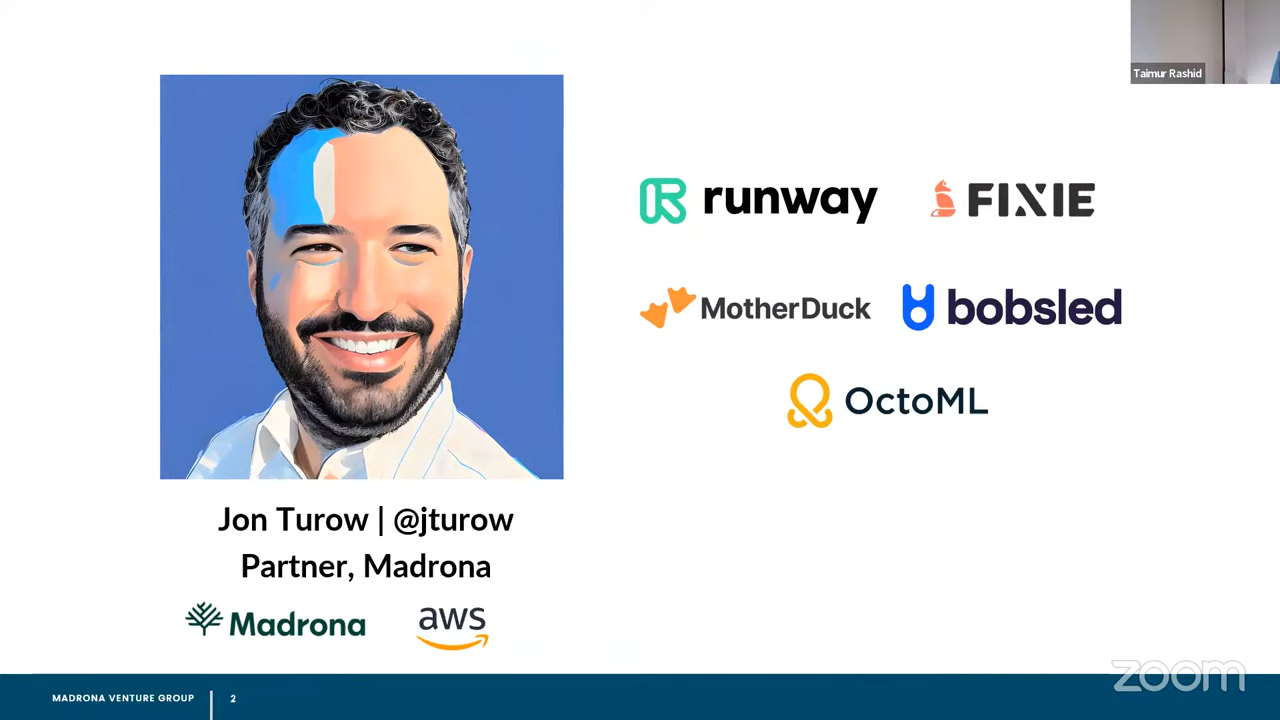 Taimur Rashid
runway
FIXIE
MotherDuck
bobsled
OctoML
Jon Turow | @jturow
Partner, Madrona
Madrona
aws
MADRONA VENTURE GROUP
2
zoom